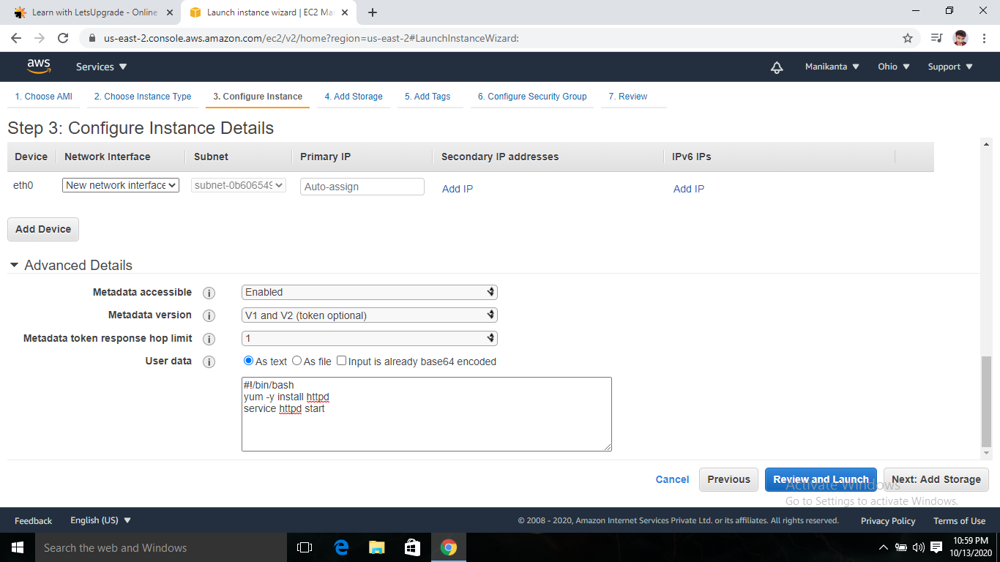 Learn with LetsUpgrade - Online
Launch instance wizard | EC2 Ma
us-east-2.console.aws.amazon.com/ec2/v2/home?region=us-east-2#LaunchInstanceWizard:
aws Services Manikanta Ohio Support
1. Choose AMI 2. Choose Instance Type 3. Configure Instance 4. Add Storage 5. Add Tags 6. Configure Security Group 7. Review
Step 3: Configure Instance Details
Device Network Interface Subnet Primary IP Secondary IP addresses IPv6 IPs
eth0 New network interface subnet-0b60654 Auto-assign Add IP Add IP
Add Device
Advanced Details
Metadata accessible i Enabled
Metadata version i V1 and V2 (token optional)
Metadata token response hop limit i 1
User data i As text As file Input is already base64 encoded
#!/bin/bash
yum -y install httpd
service httpd start
Cancel Previous Review and Launch Next: Add Storage
Activate Windows
Go to Settings to activate Windows.
Feedback English (US) © 2008 - 2020, Amazon Internet Services Private Ltd. or its affiliates. All rights reserved. Privacy Policy Terms of Use
Search the web and Windows
10:59 PM
10/13/2020